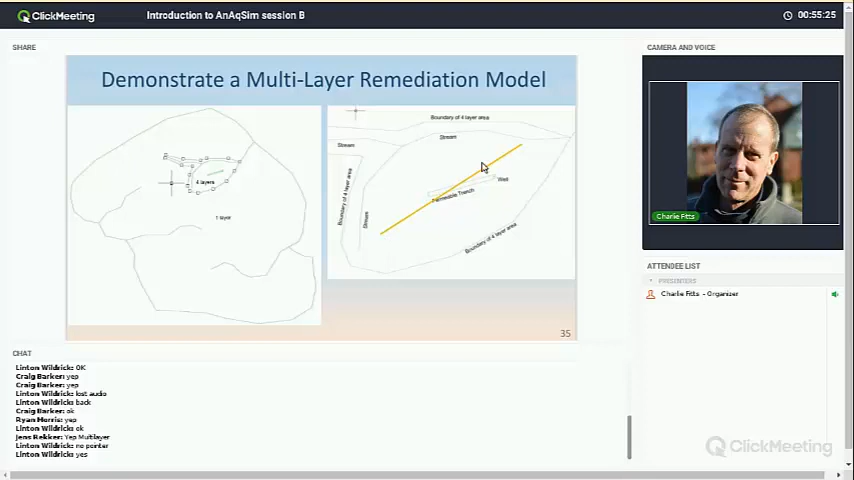 ClickMeeting
Introduction to AnAqSim session B
00:55:25
SHARE
Demonstrate a Multi-Layer Remediation Model
4 layers
1 layer
Boundary of 4 layer area
Stream
Stream
Well
Permeable Trench
Boundary of 4 layer area
Stream
Boundary of 4 layer area
35
CAMERA AND VOICE
Charlie Fitts
ATTENDEE LIST
PRESENTERS
Charlie Fitts - Organizer
CHAT
Linton Wildrick: OK
Craig Barker: yep
Craig Barker: yep
Linton Wildrick: lost audio
Linton Wildrick: back
Craig Barker: ok
Ryan Morris: yep
Linton Wildrick: ok
Jens Rekker: Yep Multilayer
Linton Wildrick: no pointer
Linton Wildrick: yes
ClickMeeting